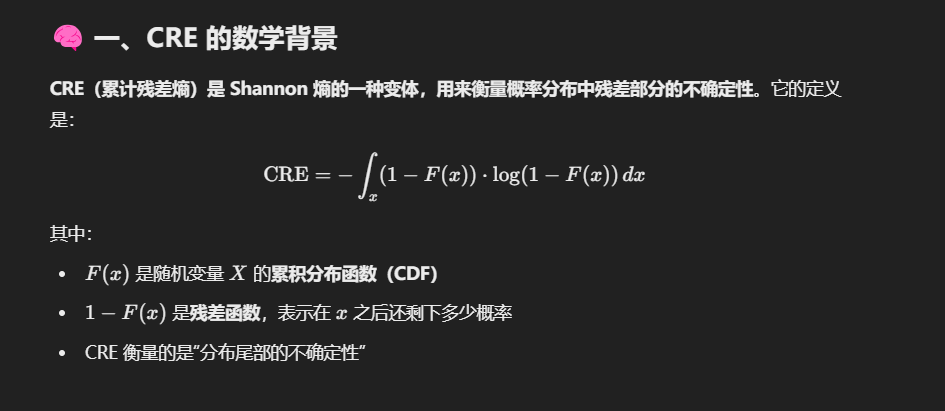 🧠 一、CRE 的数学背景
CRE（累计残差熵）是 Shannon 熵的一种变体，用来衡量概率分布中残差部分的不确定性。它的定义
是：
CRE = − ∫ₓ (1 − F(x)) · log(1 − F(x)) dx
其中：
• F(x) 是随机变量 X 的累积分布函数（CDF）
• 1 − F(x) 是残差函数，表示在 x 之后还剩下多少概率
• CRE 衡量的是“分布尾部的不确定性”